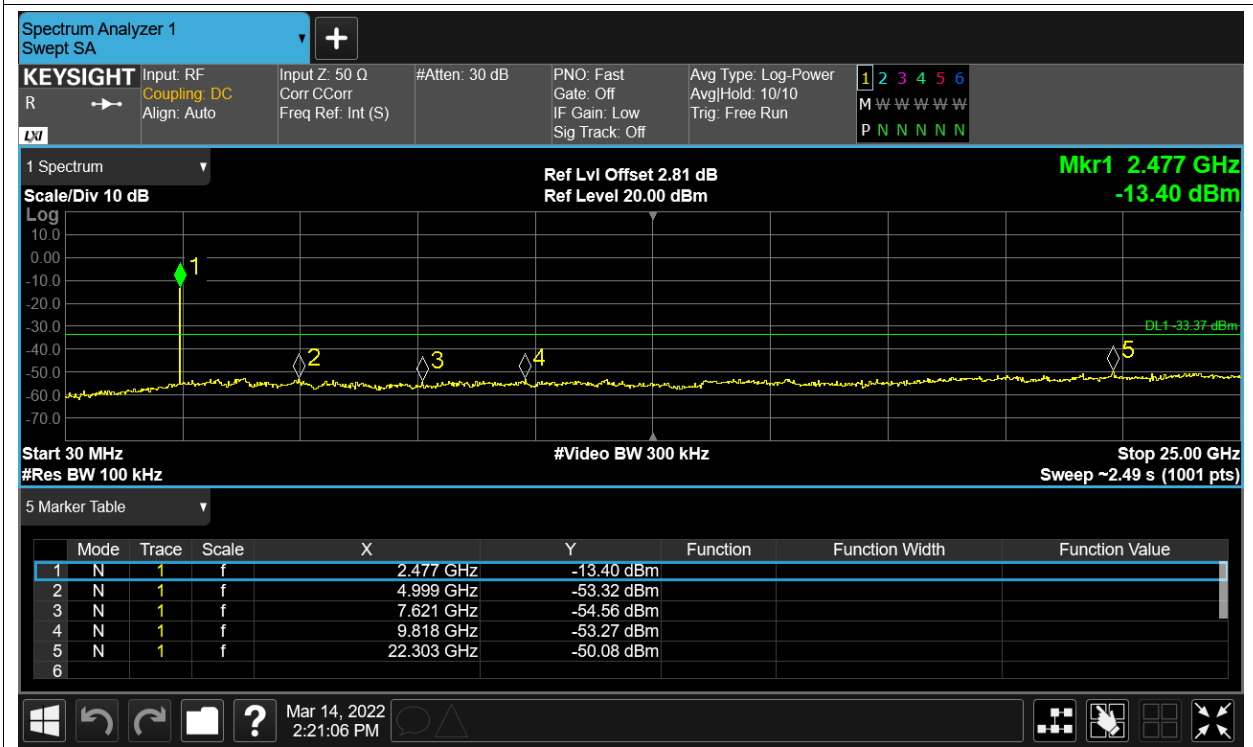 Spectrum Analyzer 1
Swept SA
+
KEYSIGHT Input: RF Input Z: 50 Ω #Atten: 30 dB PNO: Fast Avg Type: Log-Power 1 2 3 4 5 6
R Coupling: DC Corr CCorr Gate: Off Avg|Hold: 10/10 M W W W W W W
Align: Auto Freq Ref: Int (S) IF Gain: Low Trig: Free Run
LXI Sig Track: Off P N N N N N N
1 Spectrum Ref Lvl Offset 2.81 dB Mkr1 2.477 GHz
Scale/Div 10 dB Ref Level 20.00 dBm -13.40 dBm
Log
10.0
0.00 1
-10.0
-20.0
-30.0 DL1 -33.37 dBm
-40.0 2 3 4 5
-50.0
-60.0
-70.0
Start 30 MHz #Video BW 300 kHz Stop 25.00 GHz
#Res BW 100 kHz Sweep ~2.49 s (1001 pts)
5 Marker Table
Mode Trace Scale X Y Function Function Width Function Value
1 N 1 f 2.477 GHz -13.40 dBm
2 N 1 f 4.999 GHz -53.32 dBm
3 N 1 f 7.621 GHz -54.56 dBm
4 N 1 f 9.818 GHz -53.27 dBm
5 N 1 f 22.303 GHz -50.08 dBm
6
? Mar 14, 2022
2:21:06 PM